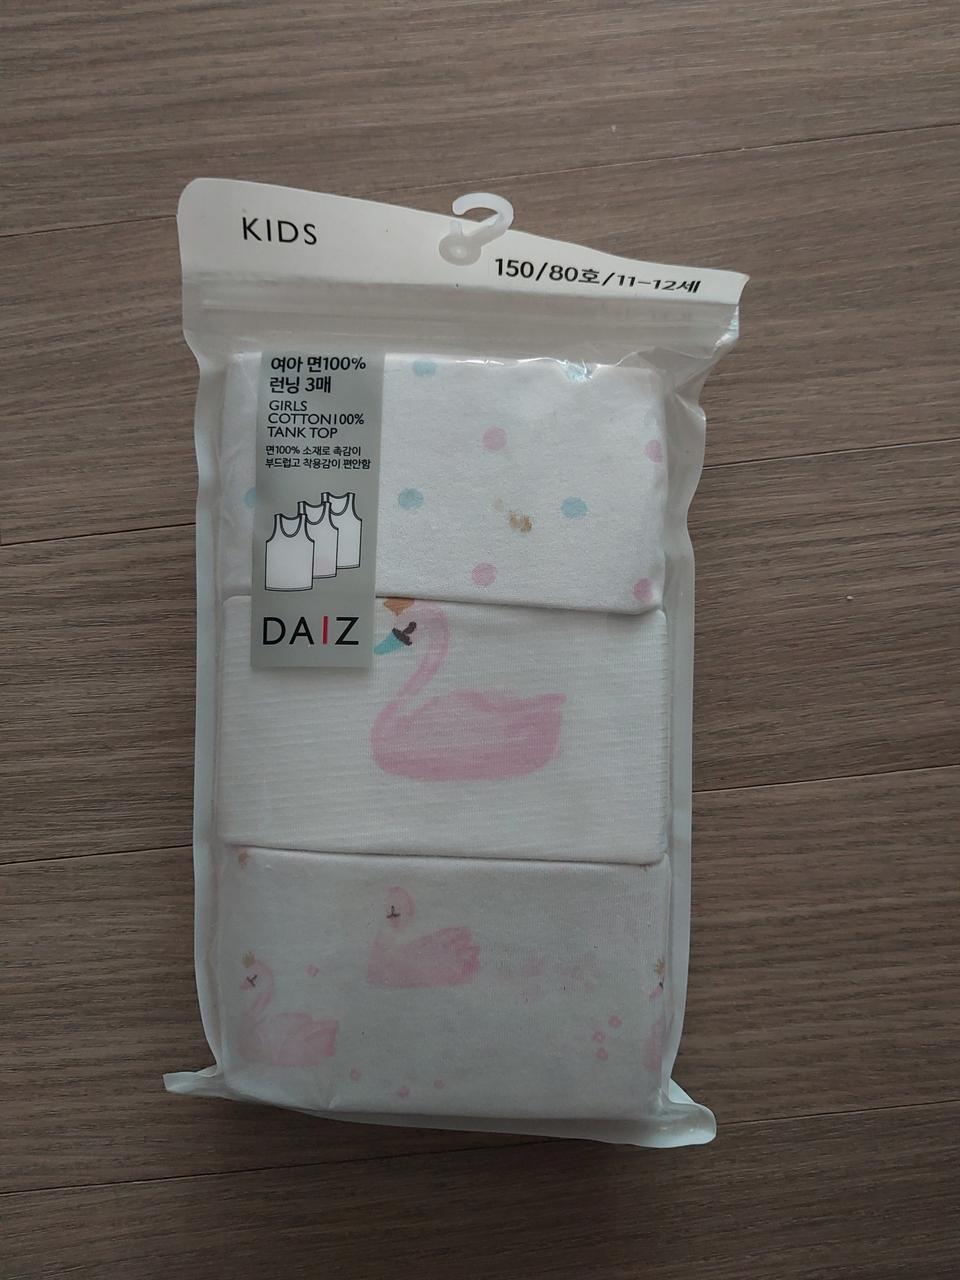 KIDS
150/80호/11-12세
여아 면100%
런닝 3매
GIRLS
COTTON100%
TANK TOP
면100% 소재로 촉감이
부드럽고 착용감이 편안함
DAIZ